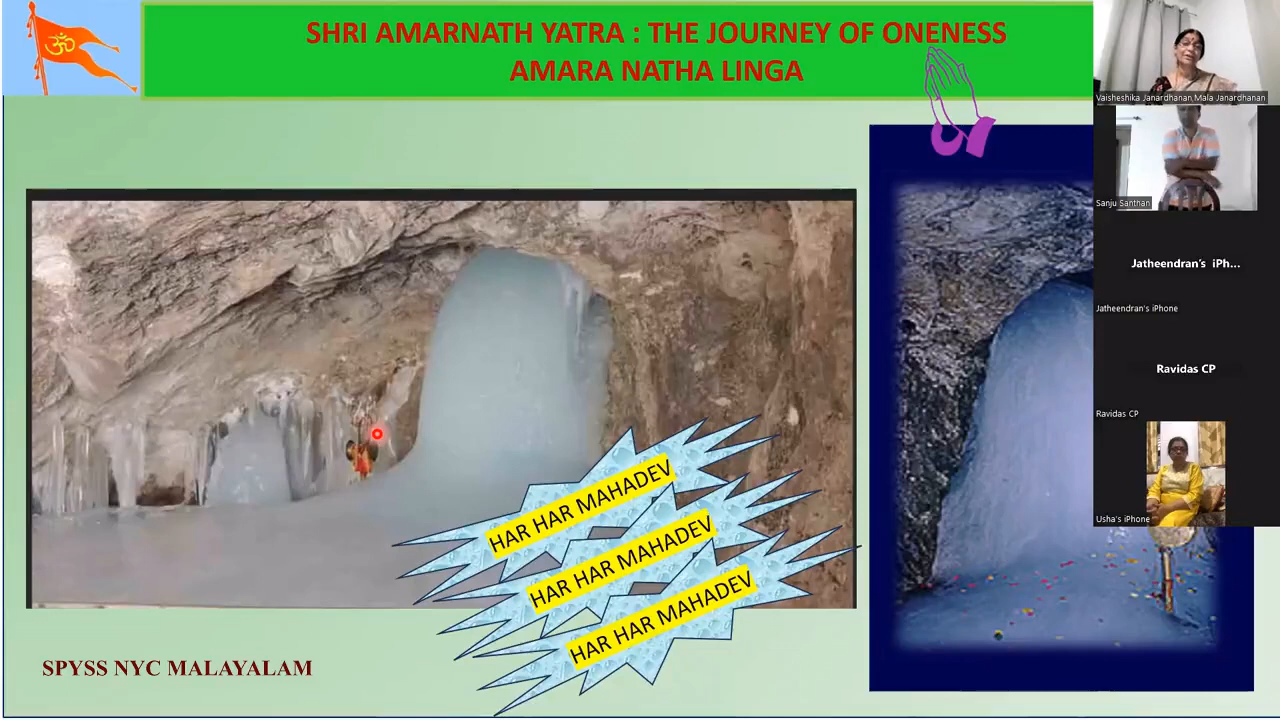 SHRI AMARNATH YATRA : THE JOURNEY OF ONENESS
AMARA NATHA LINGA
ॐ
HAR HAR MAHADEV
HAR HAR MAHADEV
HAR HAR MAHADEV
SPYSS NYC MALAYALAM
Vaisheshika Janardhanan,Mala Janardhanan
Sanju Santhan
Jatheendran's iPh...
Jatheendran's iPhone
Ravidas CP
Ravidas CP
Usha's iPhone